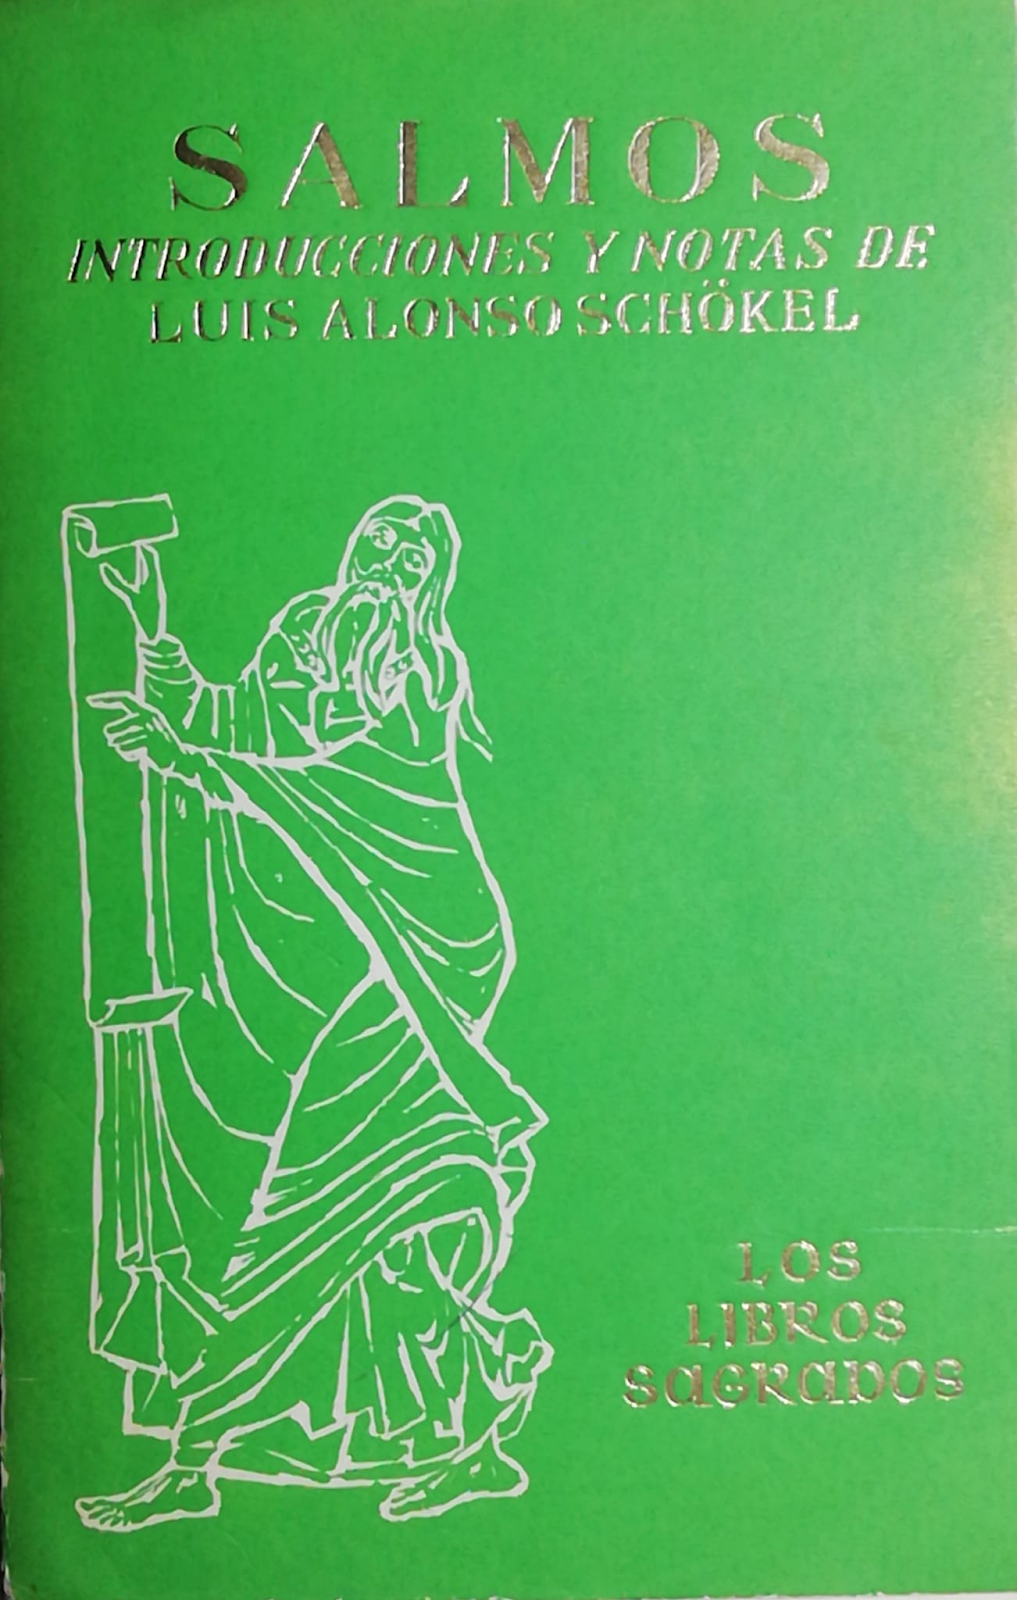 SALMOS
INTRODUCCIONES Y NOTAS DE
LUIS ALONSO SCHÖKEL
LOS
LIBROS
SAGRADOS